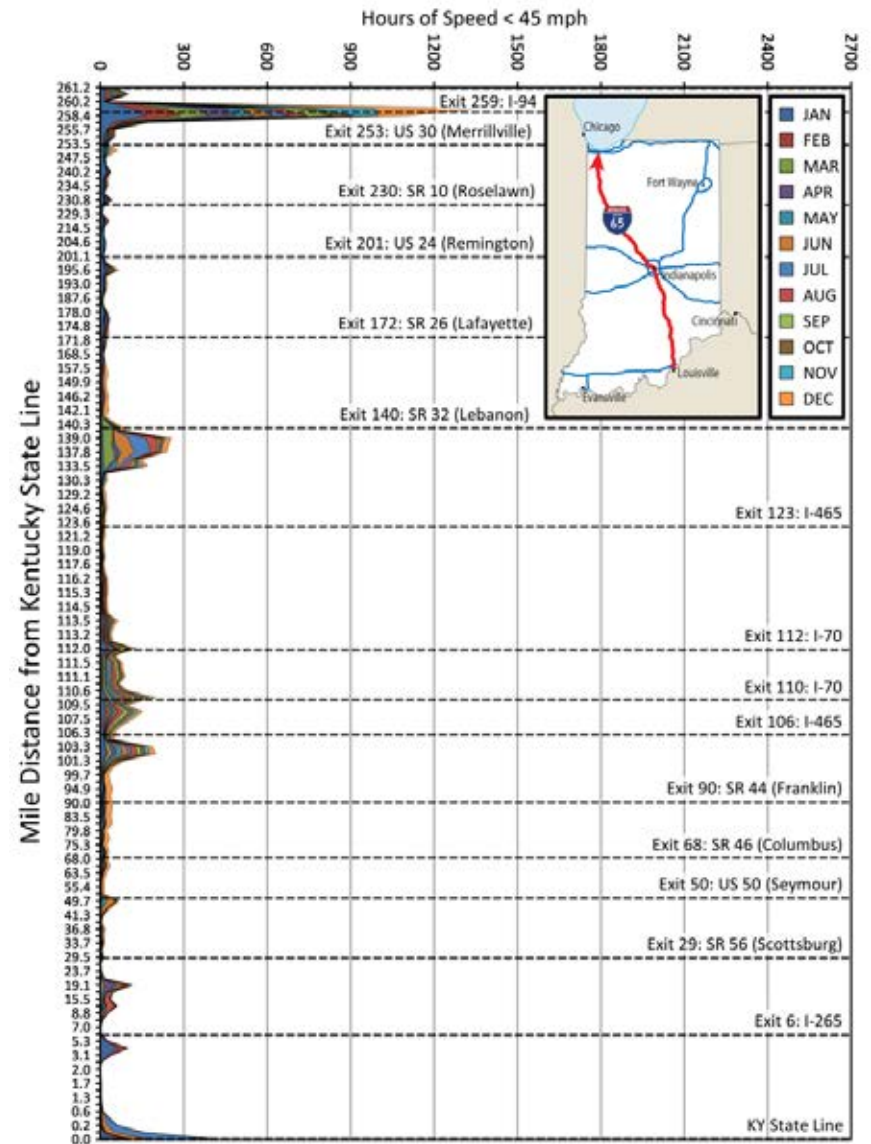 Hours of Speed < 45 mph
0 300 600 900 1200 1500 1800 2100 2400 2700
Mile Distance from Kentucky State Line
261.2
260.2
258.4
255.7
253.5
247.5
240.2
234.5
230.8
229.3
214.5
204.6
201.1
195.6
193.0
187.6
178.0
174.8
171.8
168.5
157.5
149.9
146.2
142.1
140.3
139.0
137.8
133.5
130.3
129.2
124.6
123.6
121.2
119.0
117.6
116.2
115.3
114.5
113.5
113.2
112.0
111.5
111.1
110.6
109.5
107.5
106.3
103.3
101.3
99.7
94.9
90.0
83.5
79.8
75.3
68.0
63.5
55.4
49.7
41.3
36.8
33.7
29.5
23.7
19.1
15.5
8.8
7.0
5.3
3.1
2.0
1.7
1.3
0.6
0.2
0.0
Exit 259: I-94
Exit 253: US 30 (Merrillville)
Exit 230: SR 10 (Roselawn)
Exit 201: US 24 (Remington)
Exit 172: SR 26 (Lafayette)
Exit 140: SR 32 (Lebanon)
Exit 123: I-465
Exit 112: I-70
Exit 110: I-70
Exit 106: I-465
Exit 90: SR 44 (Franklin)
Exit 68: SR 46 (Columbus)
Exit 50: US 50 (Seymour)
Exit 29: SR 56 (Scottsburg)
Exit 6: I-265
KY State Line
Chicago
Fort Wayne
65
Indianapolis
Cincinnati
Louisville
Evansville
JAN
FEB
MAR
APR
MAY
JUN
JUL
AUG
SEP
OCT
NOV
DEC